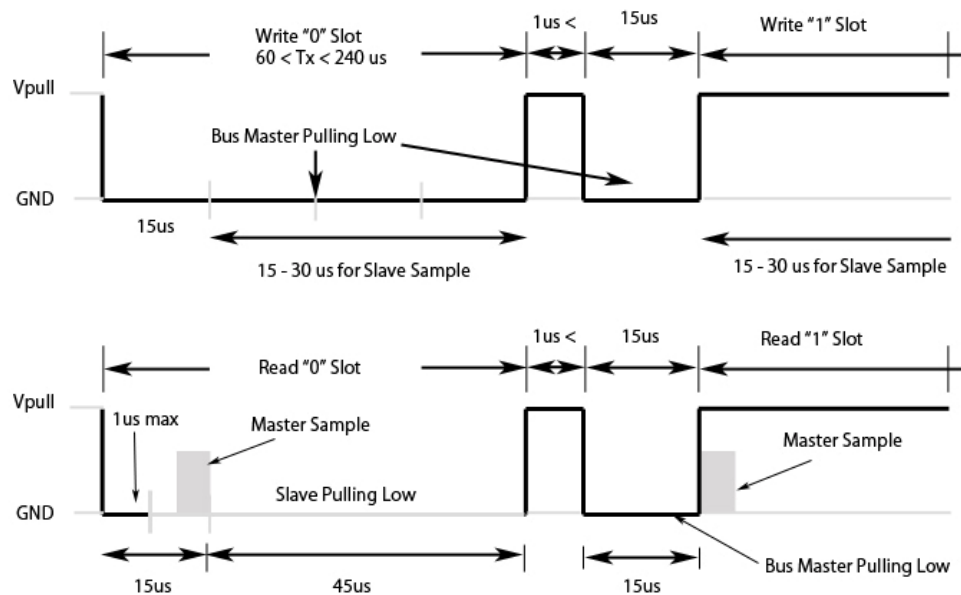 Write “0” Slot
60 < Tx < 240 us
1us <
15us
Write “1” Slot
Vpull
Bus Master Pulling Low
GND
15us
15 - 30 us for Slave Sample
15 - 30 us for Slave Sample
Read “0” Slot
1us <
15us
Read “1” Slot
Vpull
1us max
Master Sample
Master Sample
Slave Pulling Low
GND
Bus Master Pulling Low
15us
45us
15us